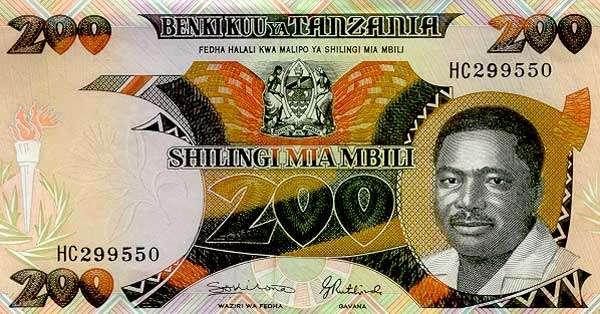 200 BENKI KUU YA TANZANIA 200
FEDHA HALALI KWA MALIPO YA SHILINGI MIA MBILI
HC299550
SHILINGI MIA MBILI
200
HC299550
200
WAZIRI WA FEDHA GAVANA